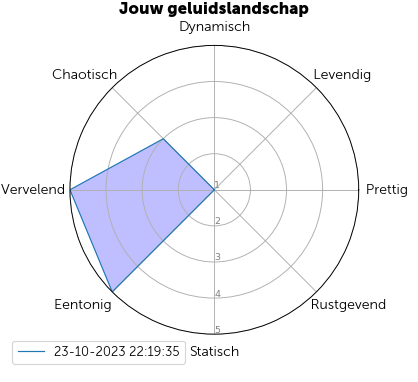 Jouw geluidslandschap
Dynamisch
Chaotisch
Levendig
Vervelend
1
Prettig
2
3
4
Eentonig
Rustgevend
5
23-10-2023 22:19:35
Statisch